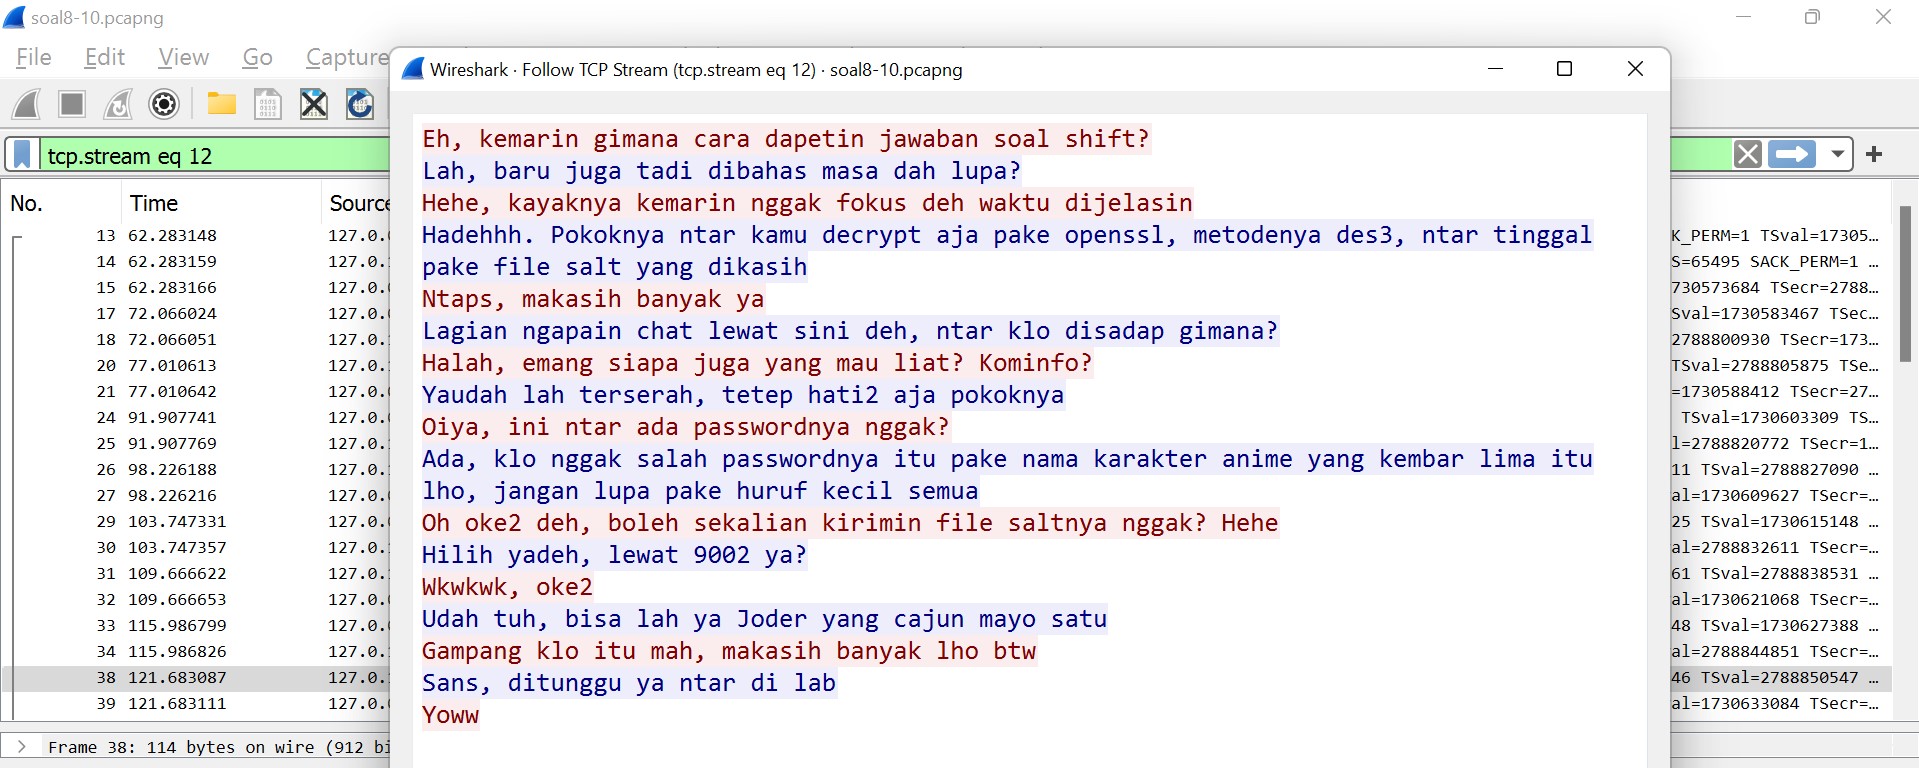 soal8-10.pcapng
File Edit View Go Capture
Wireshark · Follow TCP Stream (tcp.stream eq 12) · soal8-10.pcapng
tcp.stream eq 12
No. Time Source
13 62.283148 127.0.
14 62.283159 127.0.
15 62.283166 127.0.
17 72.066024 127.0.
18 72.066051 127.0.
20 77.010613 127.0.
21 77.010642 127.0.
24 91.907741 127.0.
25 91.907769 127.0.
26 98.226188 127.0.
27 98.226216 127.0.
29 103.747331 127.0.
30 103.747357 127.0.
31 109.666622 127.0.
32 109.666653 127.0.
33 115.986799 127.0.
34 115.986826 127.0.
38 121.683087 127.0.
39 121.683111 127.0.
Frame 38: 114 bytes on wire (912 bi
Eh, kemarin gimana cara dapetin jawaban soal shift?
Lah, baru juga tadi dibahas masa dah lupa?
Hehe, kayaknya kemarin nggak fokus deh waktu dijelasin
Hadehhh. Pokoknya ntar kamu decrypt aja pake openssl, metodenya des3, ntar tinggal
pake file salt yang dikasih
Ntaps, makasih banyak ya
Lagian ngapain chat lewat sini deh, ntar klo disadap gimana?
Halah, emang siapa juga yang mau liat? Kominfo?
Yaudah lah terserah, tetep hati2 aja pokoknya
Oiya, ini ntar ada passwordnya nggak?
Ada, klo nggak salah passwordnya itu pake nama karakter anime yang kembar lima itu
lho, jangan lupa pake huruf kecil semua
Oh oke2 deh, boleh sekalian kirimin file saltnya nggak? Hehe
Hilih yadeh, lewat 9002 ya?
Wkwkwk, oke2
Udah tuh, bisa lah ya Joder yang cajun mayo satu
Gampang klo itu mah, makasih banyak lho btw
Sans, ditunggu ya ntar di lab
Yoww
K_PERM=1 TSval=17305…
S=65495 SACK_PERM=1 …
730573684 TSecr=2788…
Sval=1730583467 TSec…
2788800930 TSecr=173…
TSval=2788805875 TSe…
=1730588412 TSecr=27…
TSval=1730603309 TS…
l=2788820772 TSecr=1…
11 TSval=2788827090 …
al=1730609627 TSecr=…
25 TSval=1730615148 …
al=2788832611 TSecr=…
61 TSval=2788838531 …
al=1730621068 TSecr=…
48 TSval=1730627388 …
al=2788844851 TSecr=…
46 TSval=2788850547 …
al=1730633084 TSecr=…